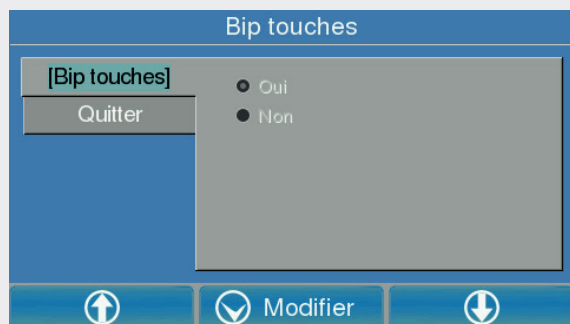 Bip touches
[Bip touches]
Quitter
Oui
Non
Modifier